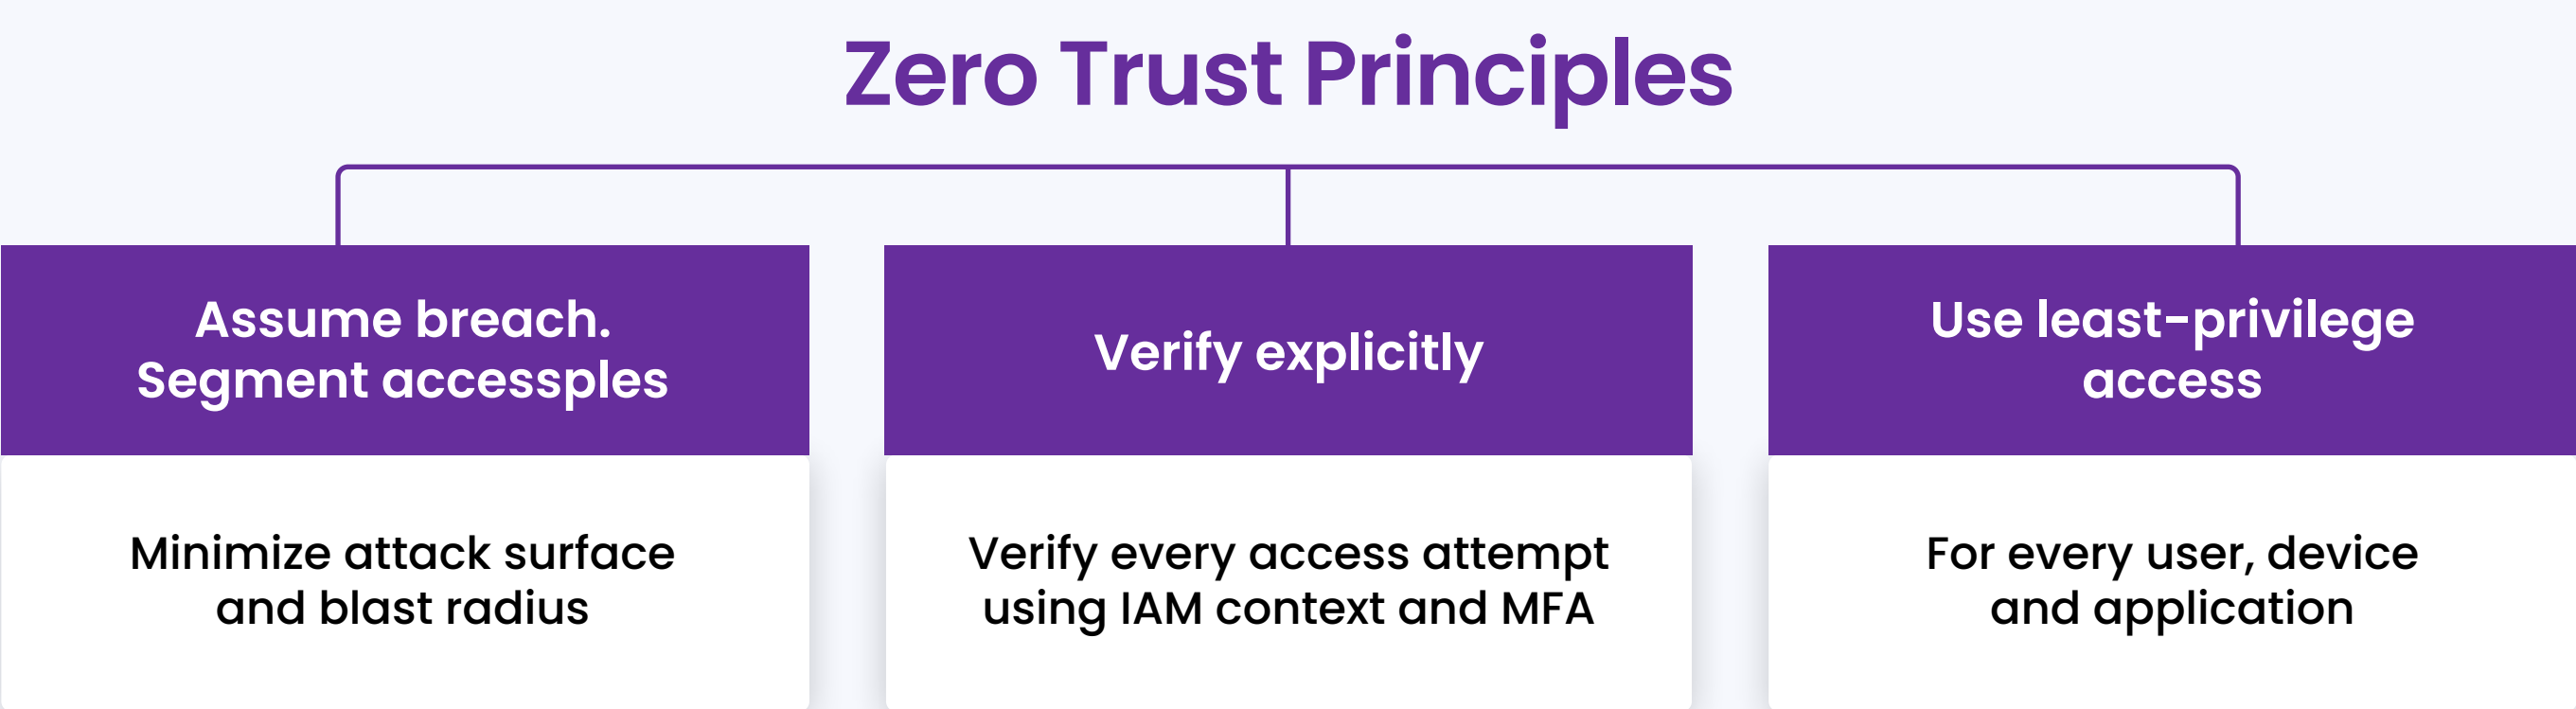 Zero Trust Principles
Assume breach.
Segment accessples
Minimize attack surface
and blast radius
Verify explicitly
Verify every access attempt
using IAM context and MFA
Use least-privilege
access
For every user, device
and application